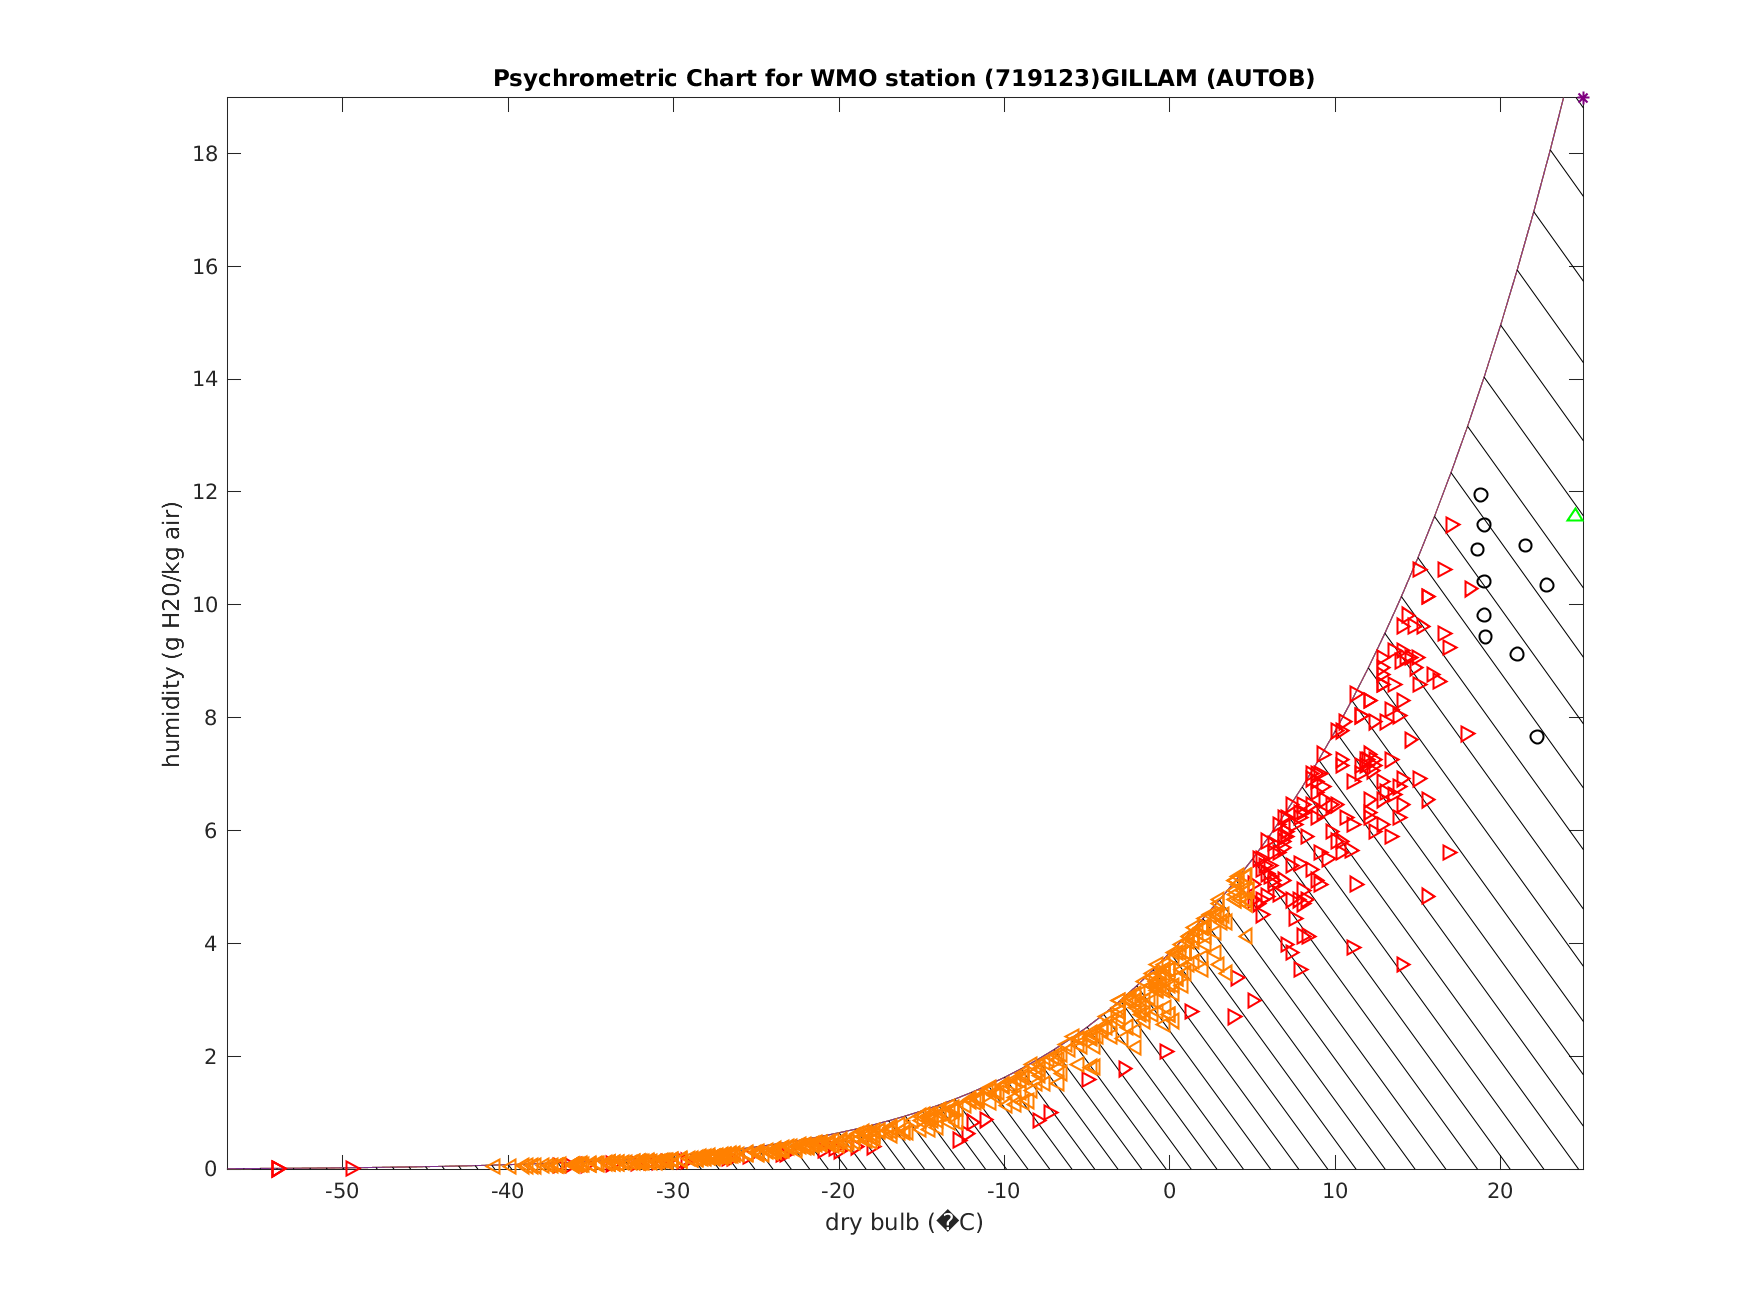 Psychrometric Chart for WMO station (719123)GILLAM (AUTOB)
18
16
14
12
10
8
6
4
2
0
humidity (g H20/kg air)
-50 -40 -30 -20 -10 0 10 20
dry bulb (�C)